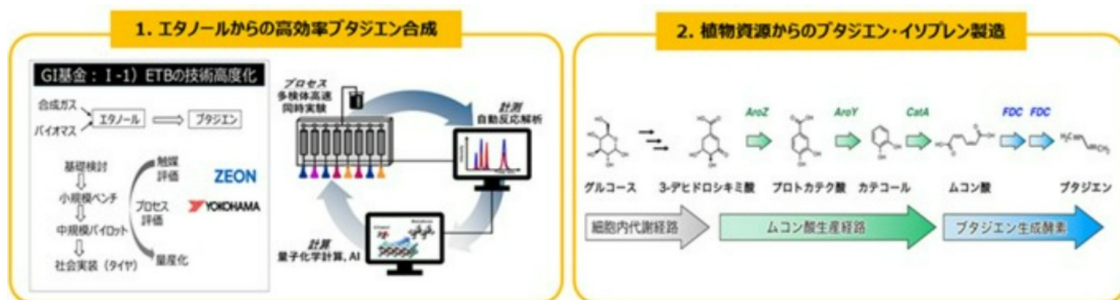 1. エタノールからの高効率ブタジエン合成
GI基金：Ⅰ-1）ETBの技術高度化
合成ガス
バイオマス
エタノール
ブタジエン
基礎検討
小規模ベンチ
中規模パイロット
社会実装（タイヤ）
触媒
評価
プロセス
評価
量産化
ZEON
YOKOHAMA
プロセス
多検体高速
同時実験
計測
自動反応解析
計算
量子化学計算、AI
2. 植物資源からのブタジエン・イソプレン製造
AroZ
AroY
CatA
FDC
FDC
グルコース
3-デヒドロシキミ酸
プロトカテク酸
カテコール
ムコン酸
ブタジエン
細胞内代謝経路
ムコン酸生産経路
ブタジエン生成酵素